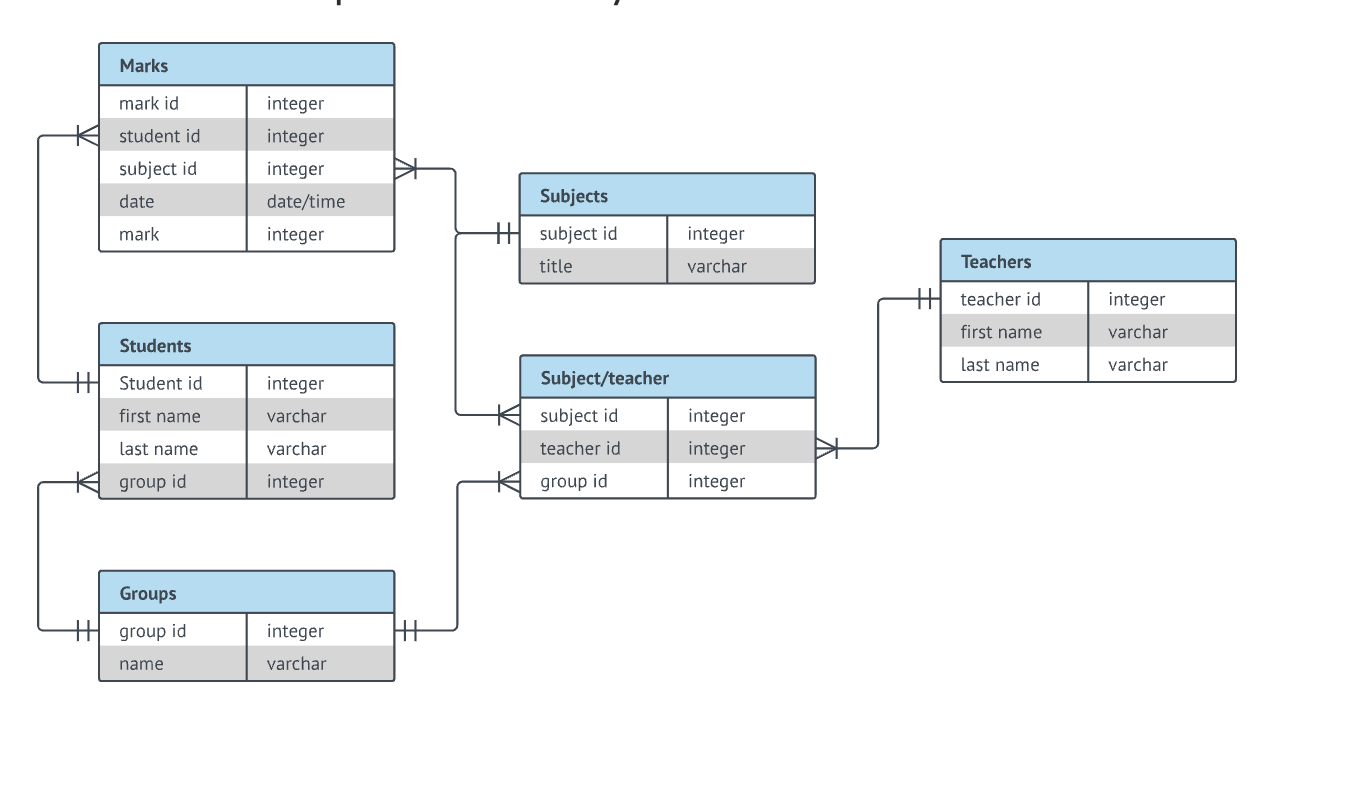 Marks
mark id integer
student id integer
subject id integer
date date/time
mark integer
Subjects
subject id integer
title varchar
Teachers
teacher id integer
first name varchar
last name varchar
Students
Student id integer
first name varchar
last name varchar
group id integer
Subject/teacher
subject id integer
teacher id integer
group id integer
Groups
group id integer
name varchar